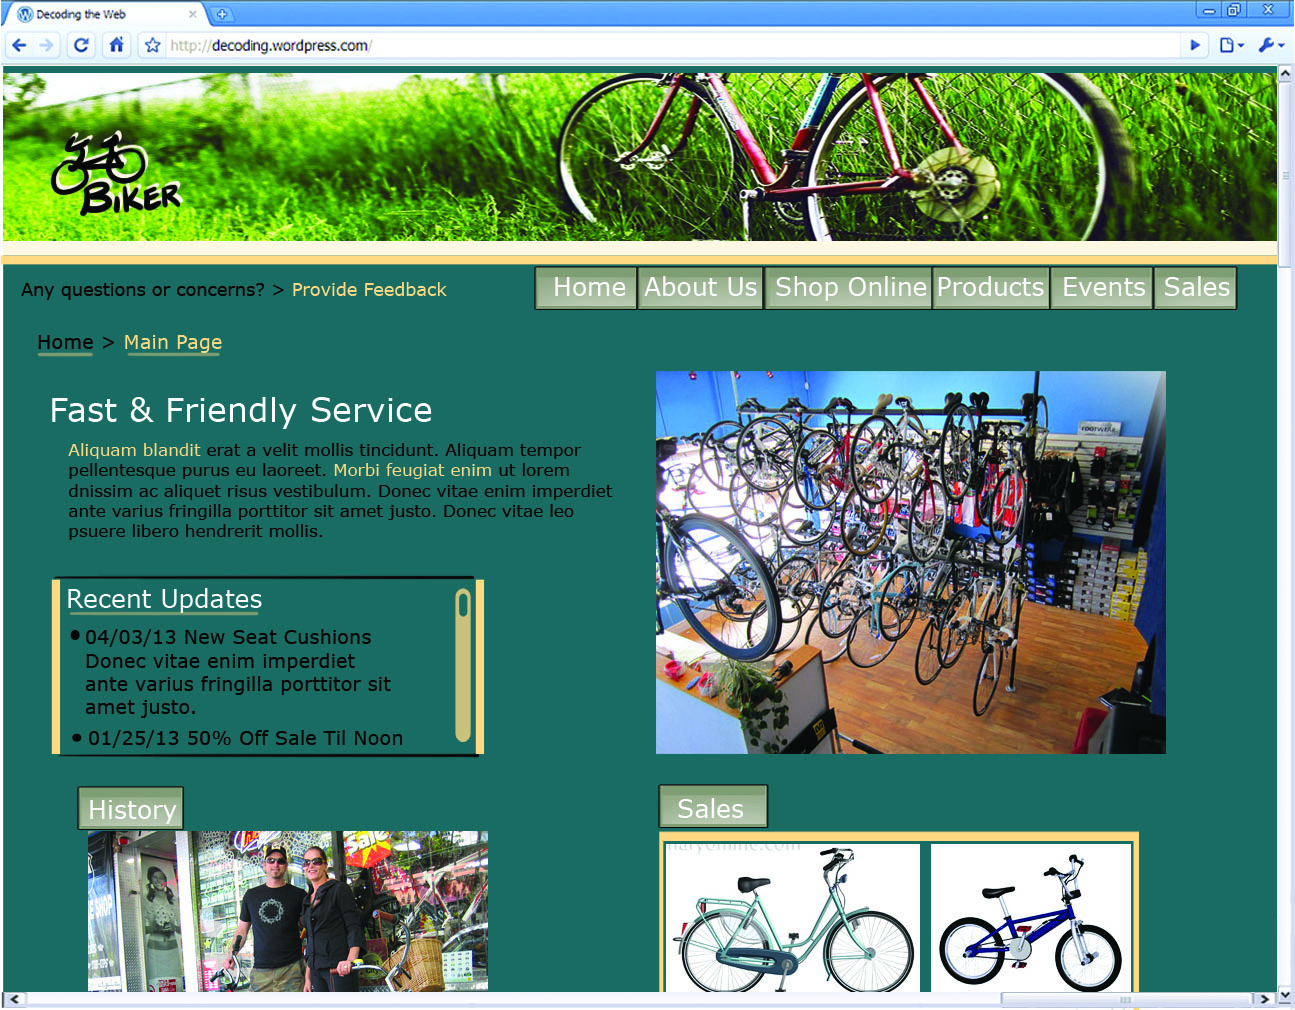 Decoding the Web
http://decoding.wordpress.com/
BIKER
Any questions or concerns? > Provide Feedback
Home
About Us
Shop Online
Products
Events
Sales
Home > Main Page
Fast & Friendly Service
Aliquam blandit erat a velit mollis tincidunt. Aliquam tempor
pellentesque purus eu laoreet. Morbi feugiat enim ut lorem
dnissim ac aliquet risus vestibulum. Donec vitae enim imperdiet
ante varius fringilla porttitor sit amet justo. Donec vitae leo
psuere libero hendrerit mollis.
FOOTWEAR
Recent Updates
• 04/03/13 New Seat Cushions
Donec vitae enim imperdiet
ante varius fringilla porttitor sit
amet justo.
• 01/25/13 50% Off Sale Til Noon
History
Sales
Sale